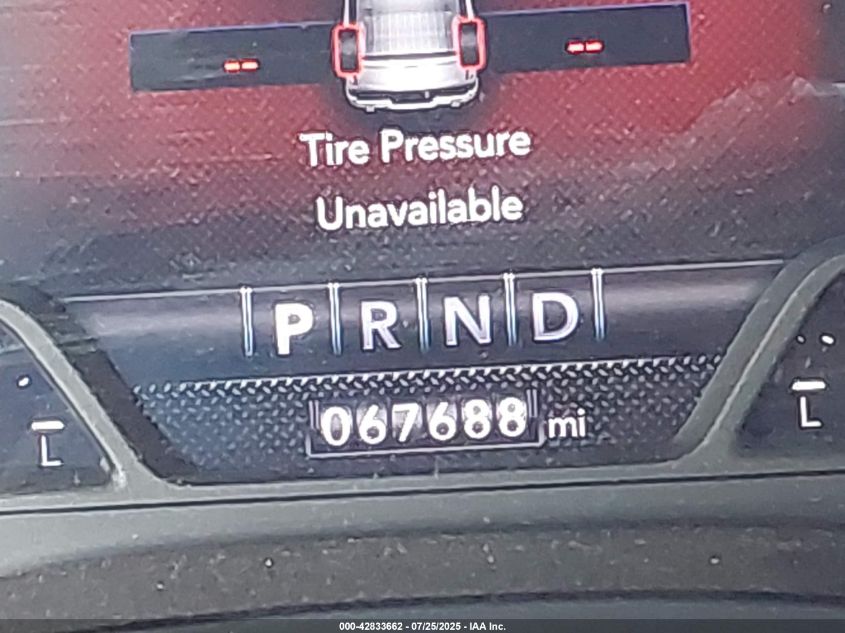 -- --
Tire Pressure
Unavailable
P R N D
067688 mi
L L
000-42833662 - 07/25/2025 - IAA Inc.